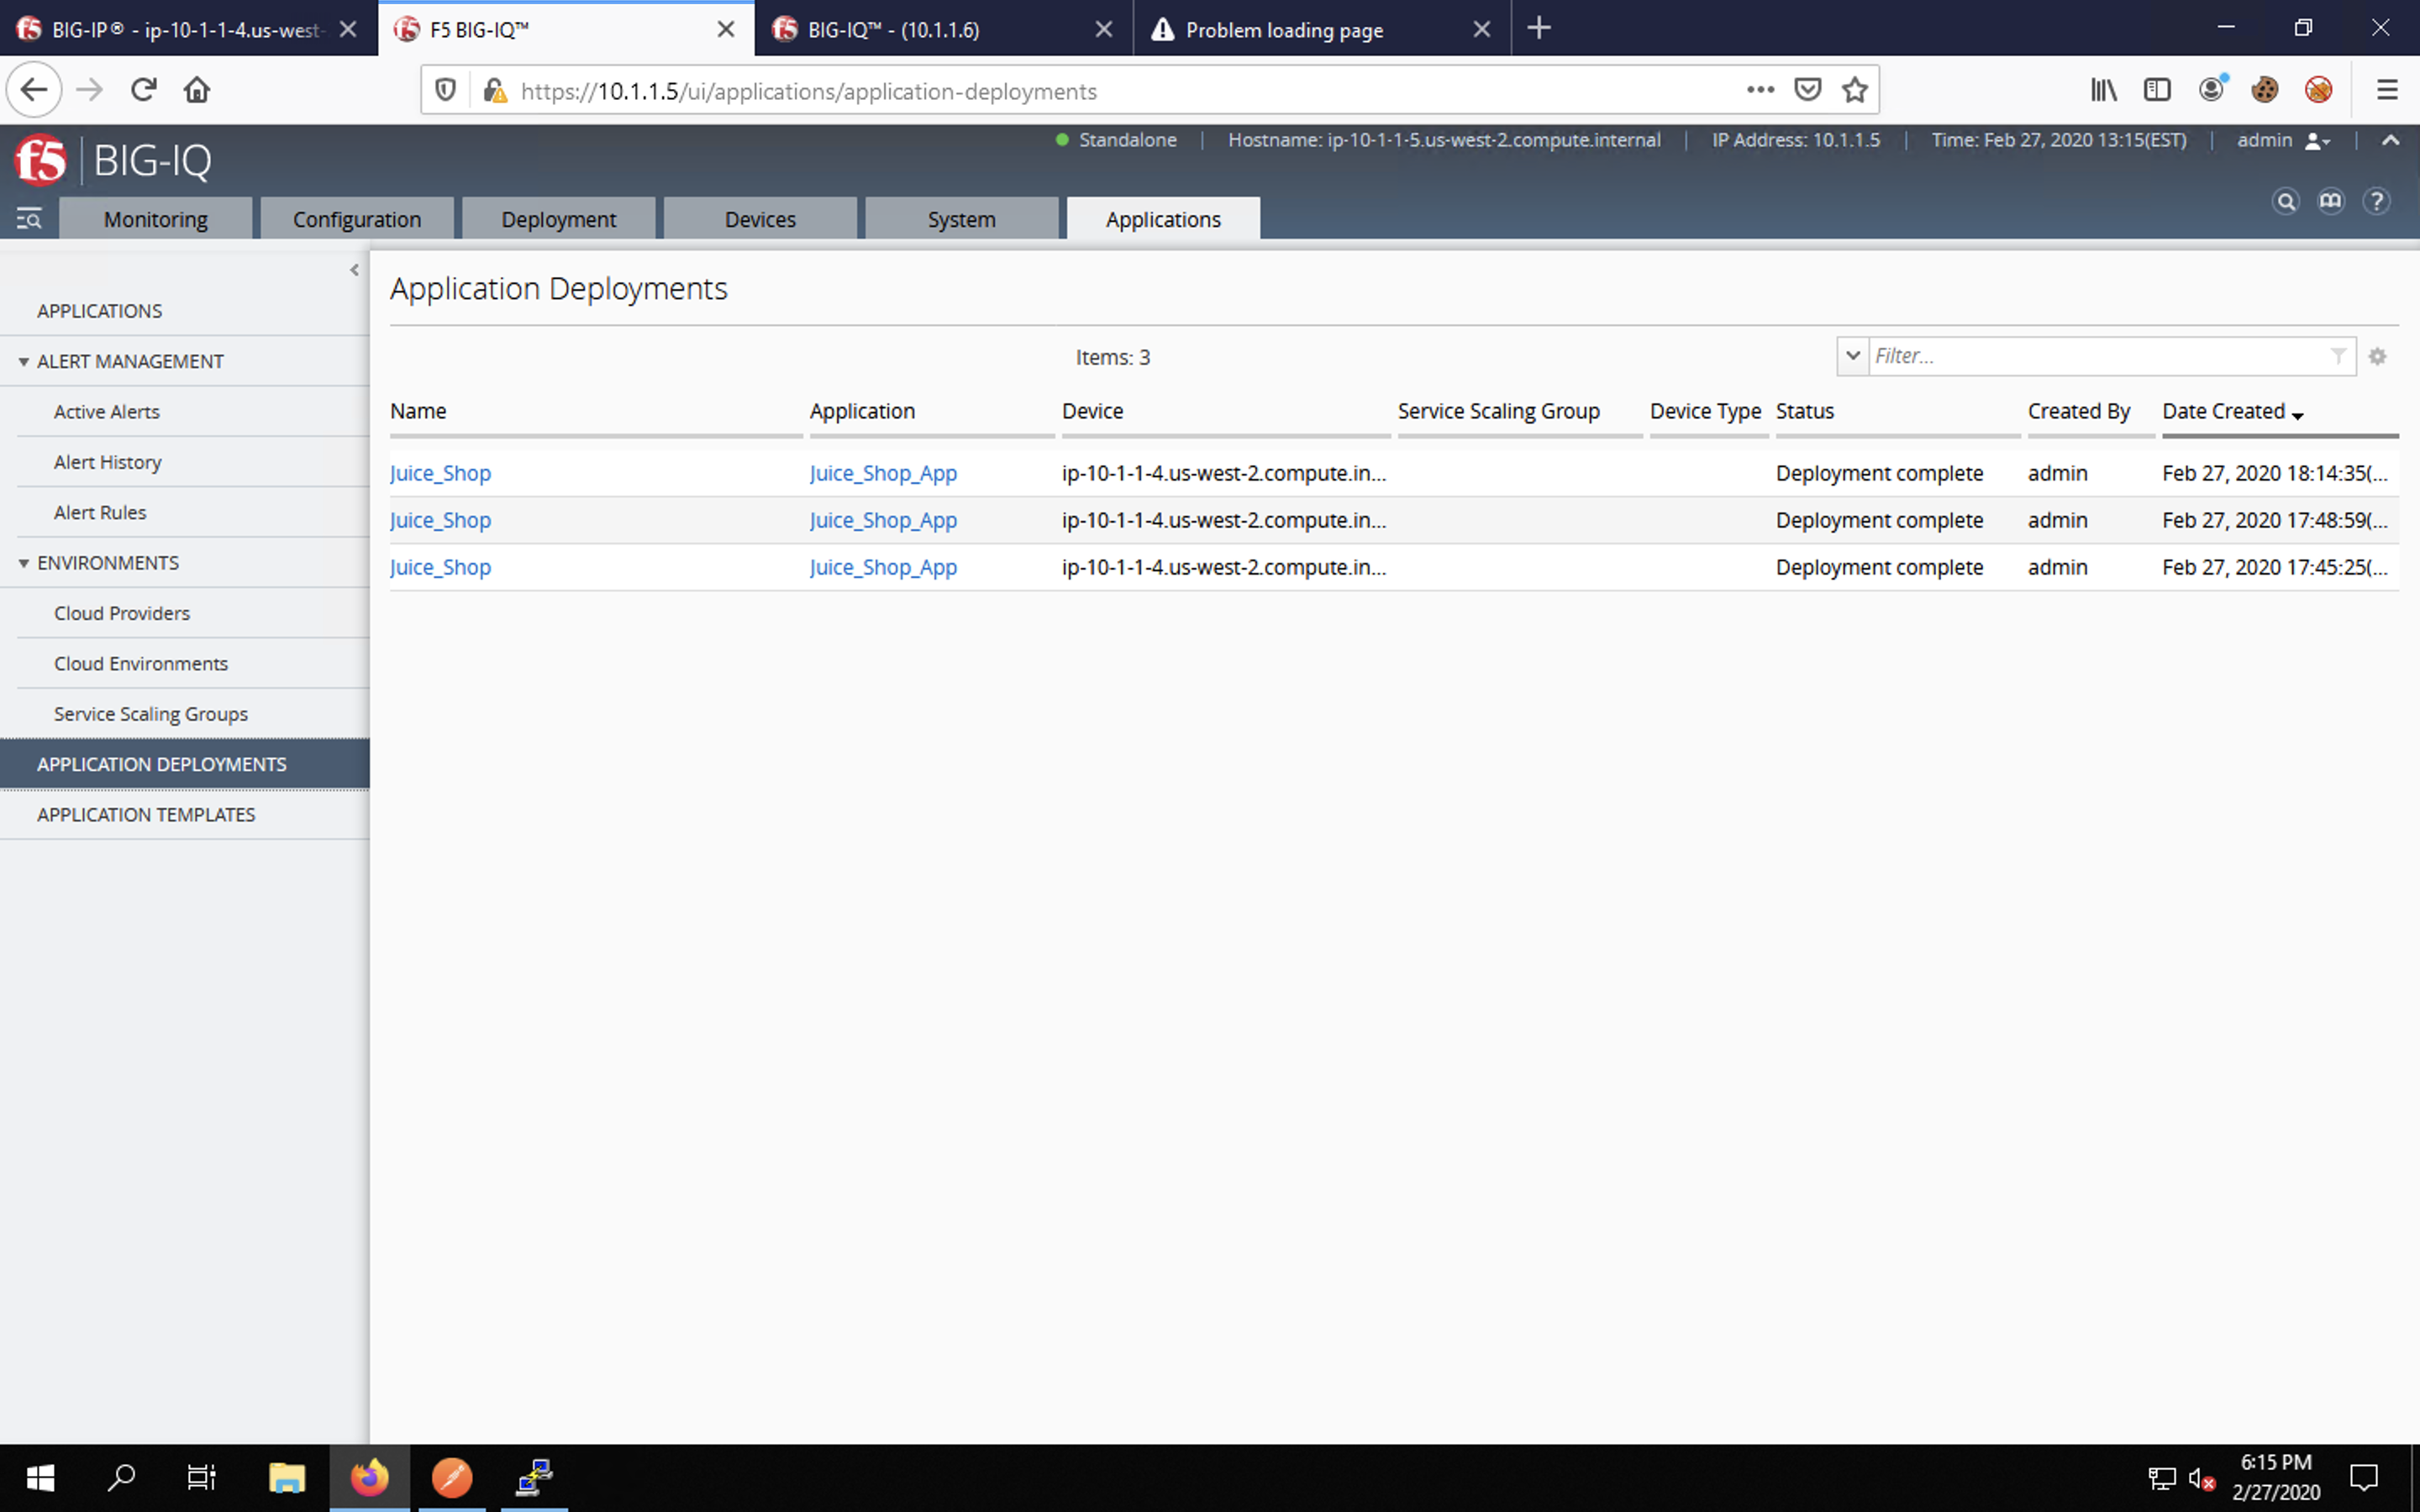 BIG-IP® - ip-10-1-1-4.us-west-
F5 BIG-IQ™
BIG-IQ™ - (10.1.1.6)
Problem loading page
https://10.1.1.5/ui/applications/application-deployments
f5 BIG-IQ
Standalone | Hostname: ip-10-1-1-5.us-west-2.compute.internal | IP Address: 10.1.1.5 | Time: Feb 27, 2020 13:15(EST) | admin
Monitoring Configuration Deployment Devices System Applications
APPLICATIONS
ALERT MANAGEMENT
Active Alerts
Alert History
Alert Rules
ENVIRONMENTS
Cloud Providers
Cloud Environments
Service Scaling Groups
APPLICATION DEPLOYMENTS
APPLICATION TEMPLATES
Application Deployments
Items: 3
Filter...
Name Application Device Service Scaling Group Device Type Status Created By Date Created
Juice_Shop Juice_Shop_App ip-10-1-1-4.us-west-2.compute.in... Deployment complete admin Feb 27, 2020 18:14:35(...
Juice_Shop Juice_Shop_App ip-10-1-1-4.us-west-2.compute.in... Deployment complete admin Feb 27, 2020 17:48:59(...
Juice_Shop Juice_Shop_App ip-10-1-1-4.us-west-2.compute.in... Deployment complete admin Feb 27, 2020 17:45:25(...
6:15 PM
2/27/2020